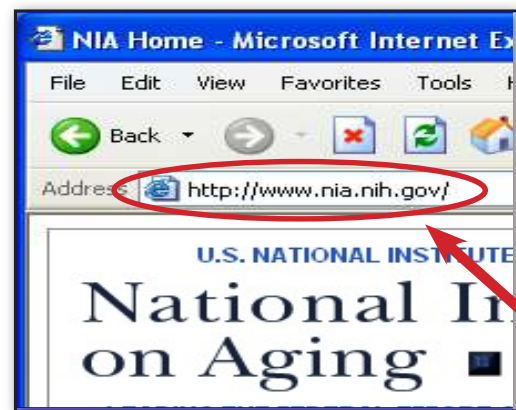 NIA Home - Microsoft Internet Ex
File Edit View Favorites Tools
Back
Address http://www.nia.nih.gov/
U.S. NATIONAL INSTITUTE
National In
on Aging